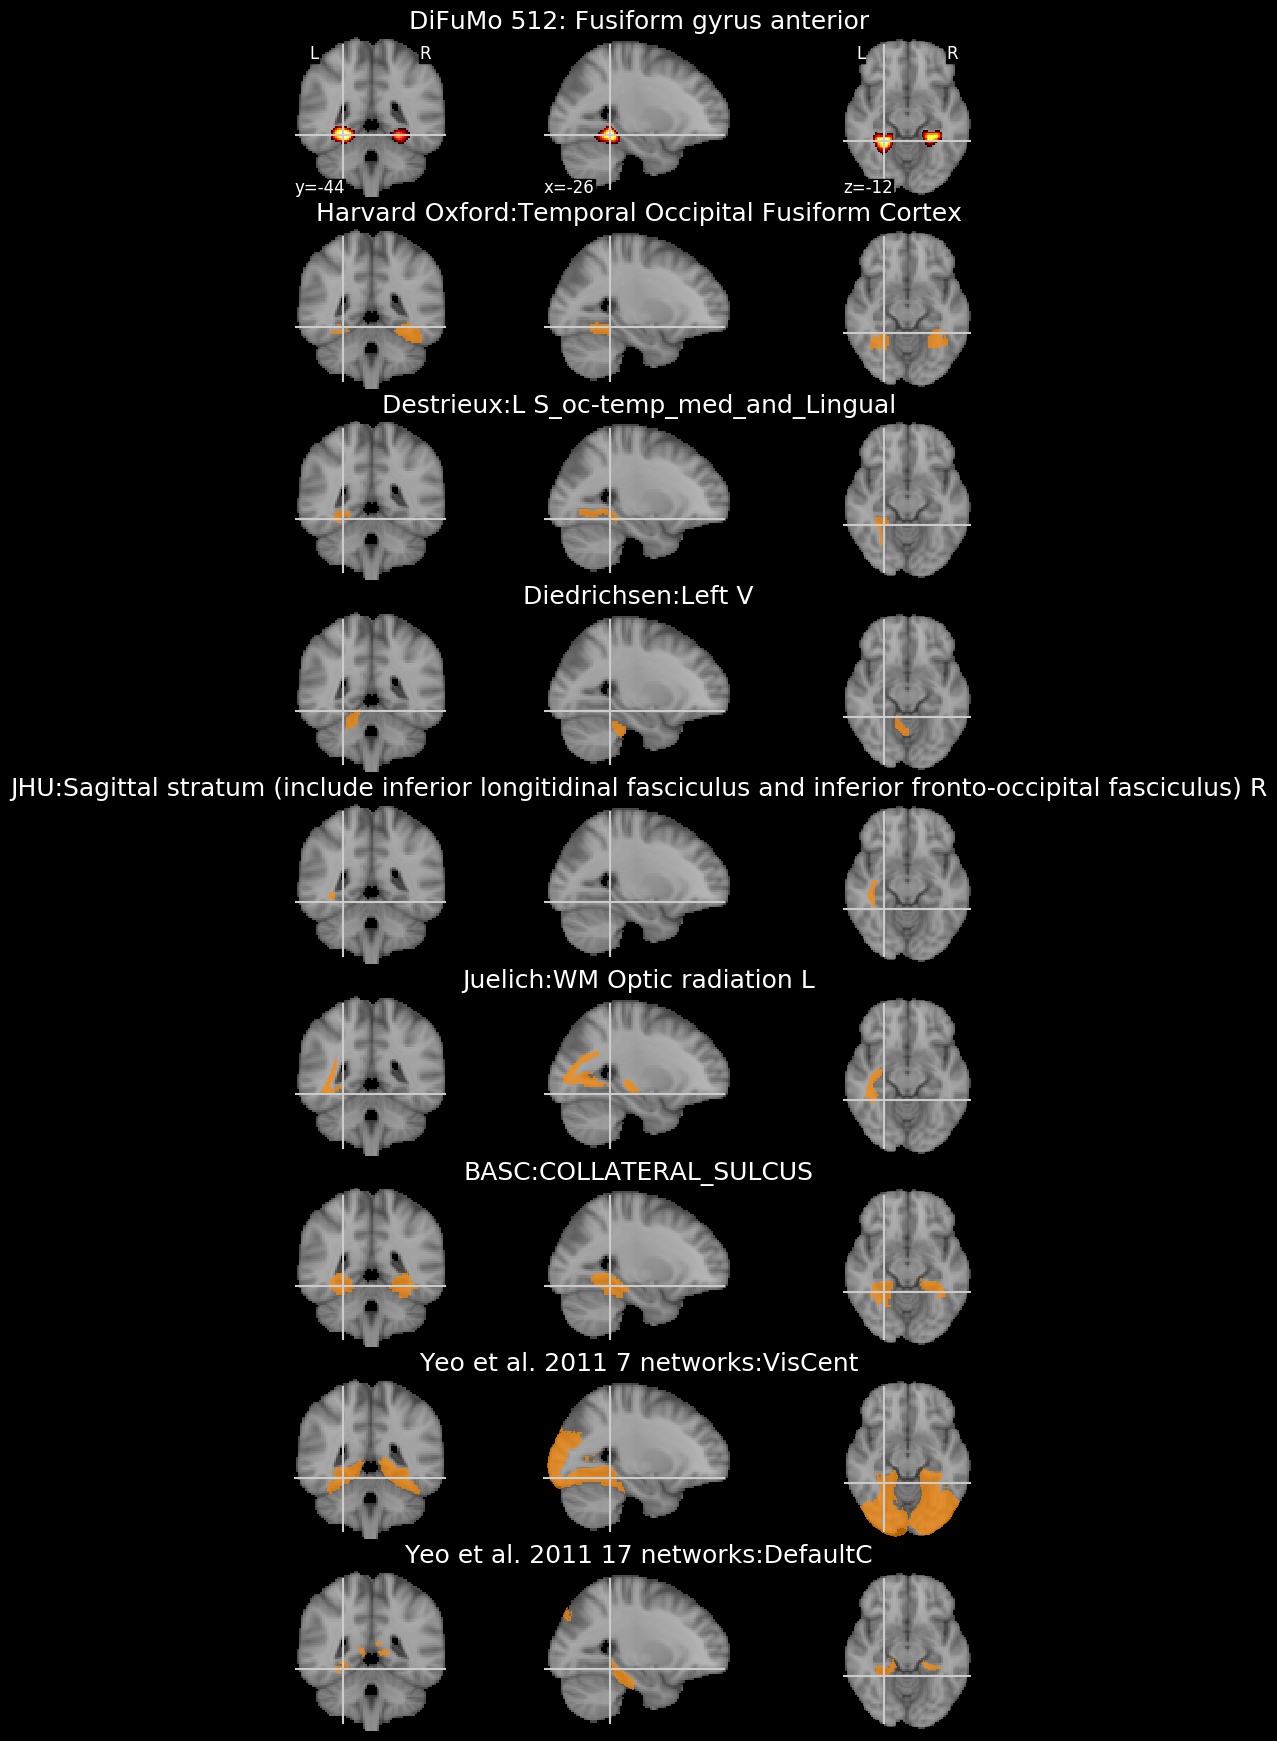 DiFuMo 512: Fusiform gyrus anterior
L R L R
y=-44 x=-26 z=-12
Harvard Oxford:Temporal Occipital Fusiform Cortex
Destrieux:L S_oc-temp_med_and_Lingual
Diedrichsen:Left V
JHU:Sagittal stratum (include inferior longitidinal fasciculus and inferior fronto-occipital fasciculus) R
Juelich:WM Optic radiation L
BASC:COLLATERAL_SULCUS
Yeo et al. 2011 7 networks:VisCent
Yeo et al. 2011 17 networks:DefaultC